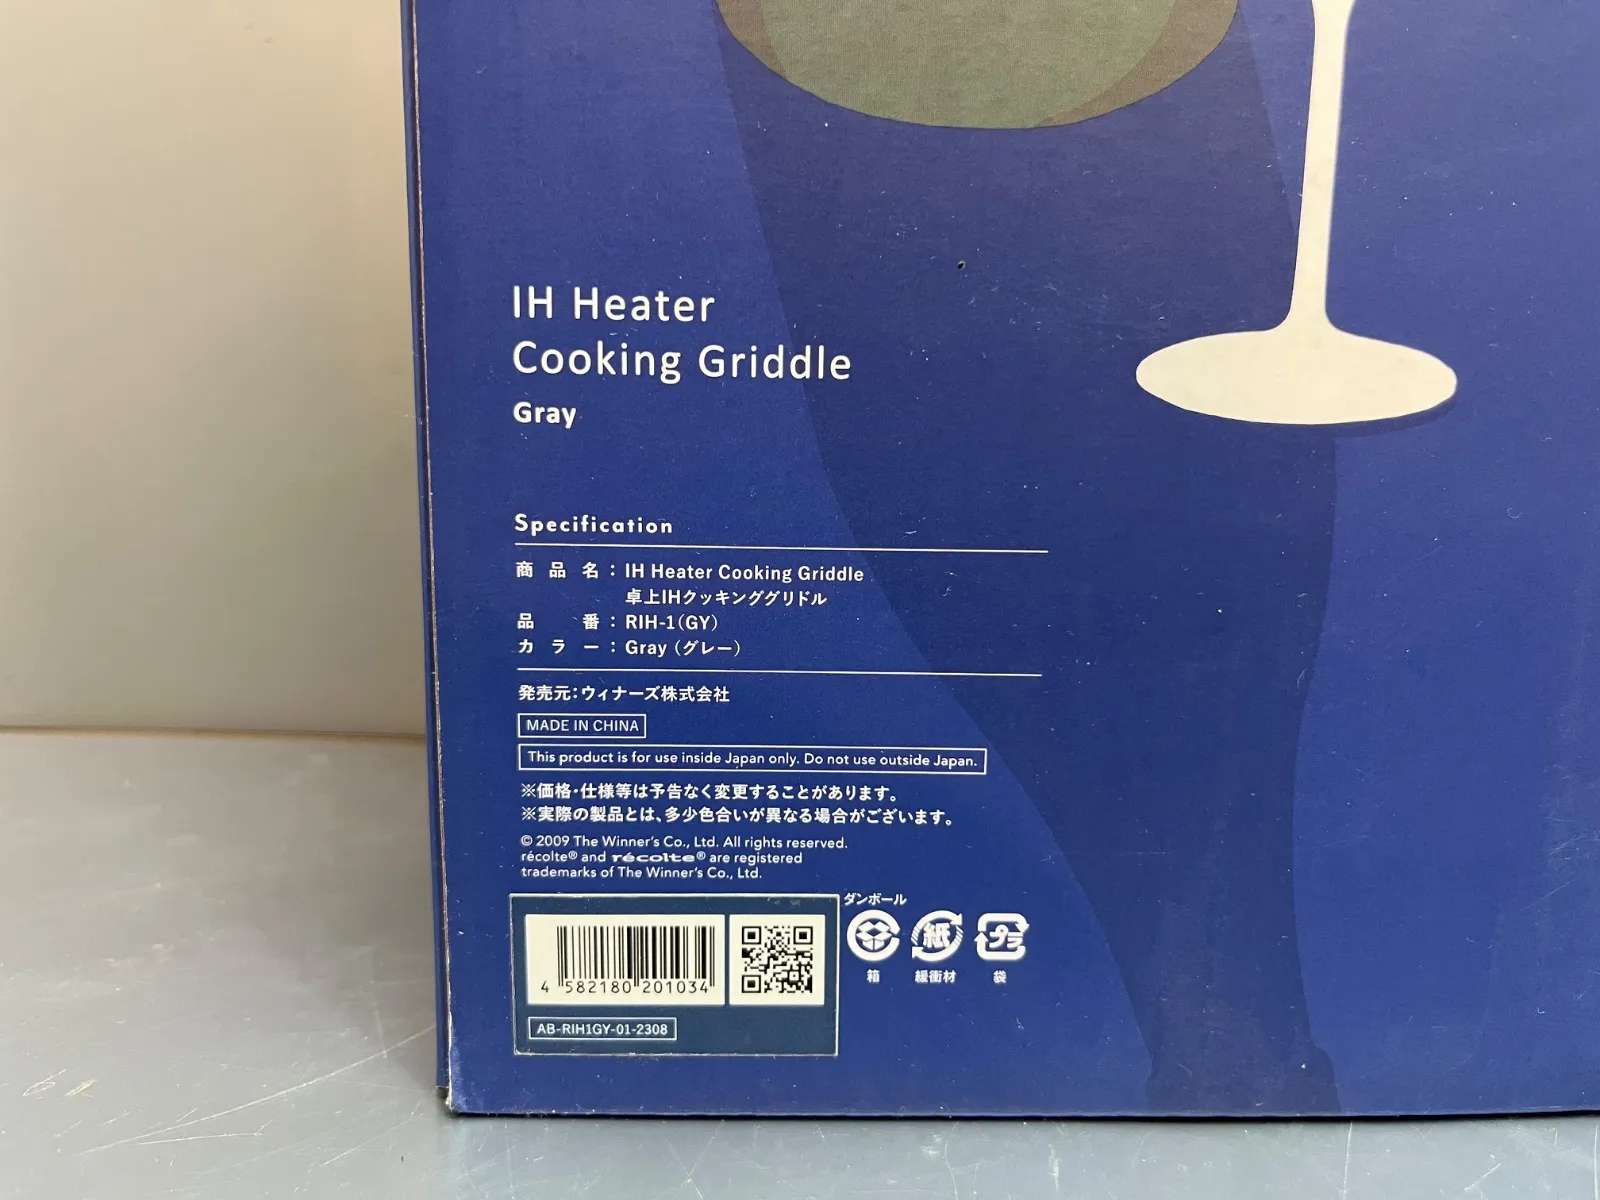 IH Heater
Cooking Griddle
Gray
Specification
商品名：IH Heater Cooking Griddle
卓上IHクッキンググリドル
品番：RIH-1(GY)
カラー：Gray（グレー）
発売元：ウィナーズ株式会社
MADE IN CHINA
This product is for use inside Japan only. Do not use outside Japan.
※価格・仕様等は予告なく変更することがあります。
※実際の製品とは、多少色合いが異なる場合がございます。
© 2009 The Winner's Co., Ltd. All rights reserved.
récolte® and récolte® are registered
trademarks of The Winner's Co., Ltd.
ダンボール
紙 プラ
箱 緩衝材 袋
4 582180 201034
AB-RIH1GY-01-2308